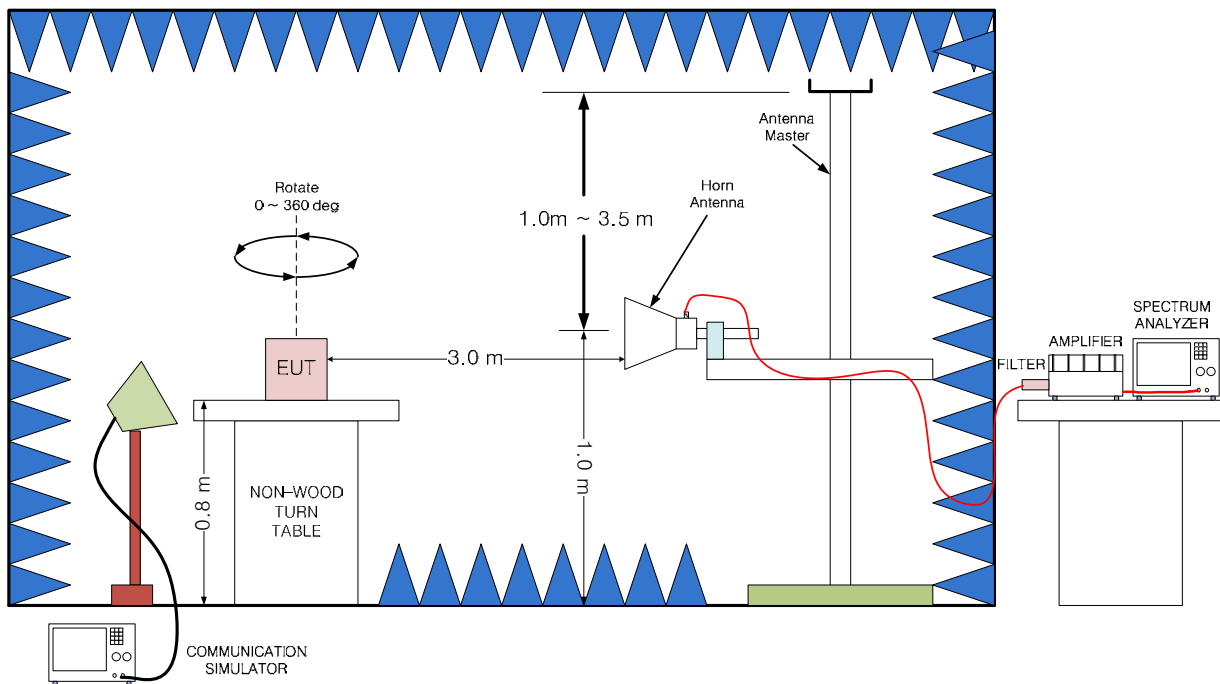 Rotate
0 ~ 360 deg
1.0m ~ 3.5 m
Antenna
Master
Horn
Antenna
SPECTRUM
ANALYZER
AMPLIFIER
FILTER
EUT
3.0 m
0.8 m
1.0 m
NON-WOOD
TURN
TABLE
COMMUNICATION
SIMULATOR